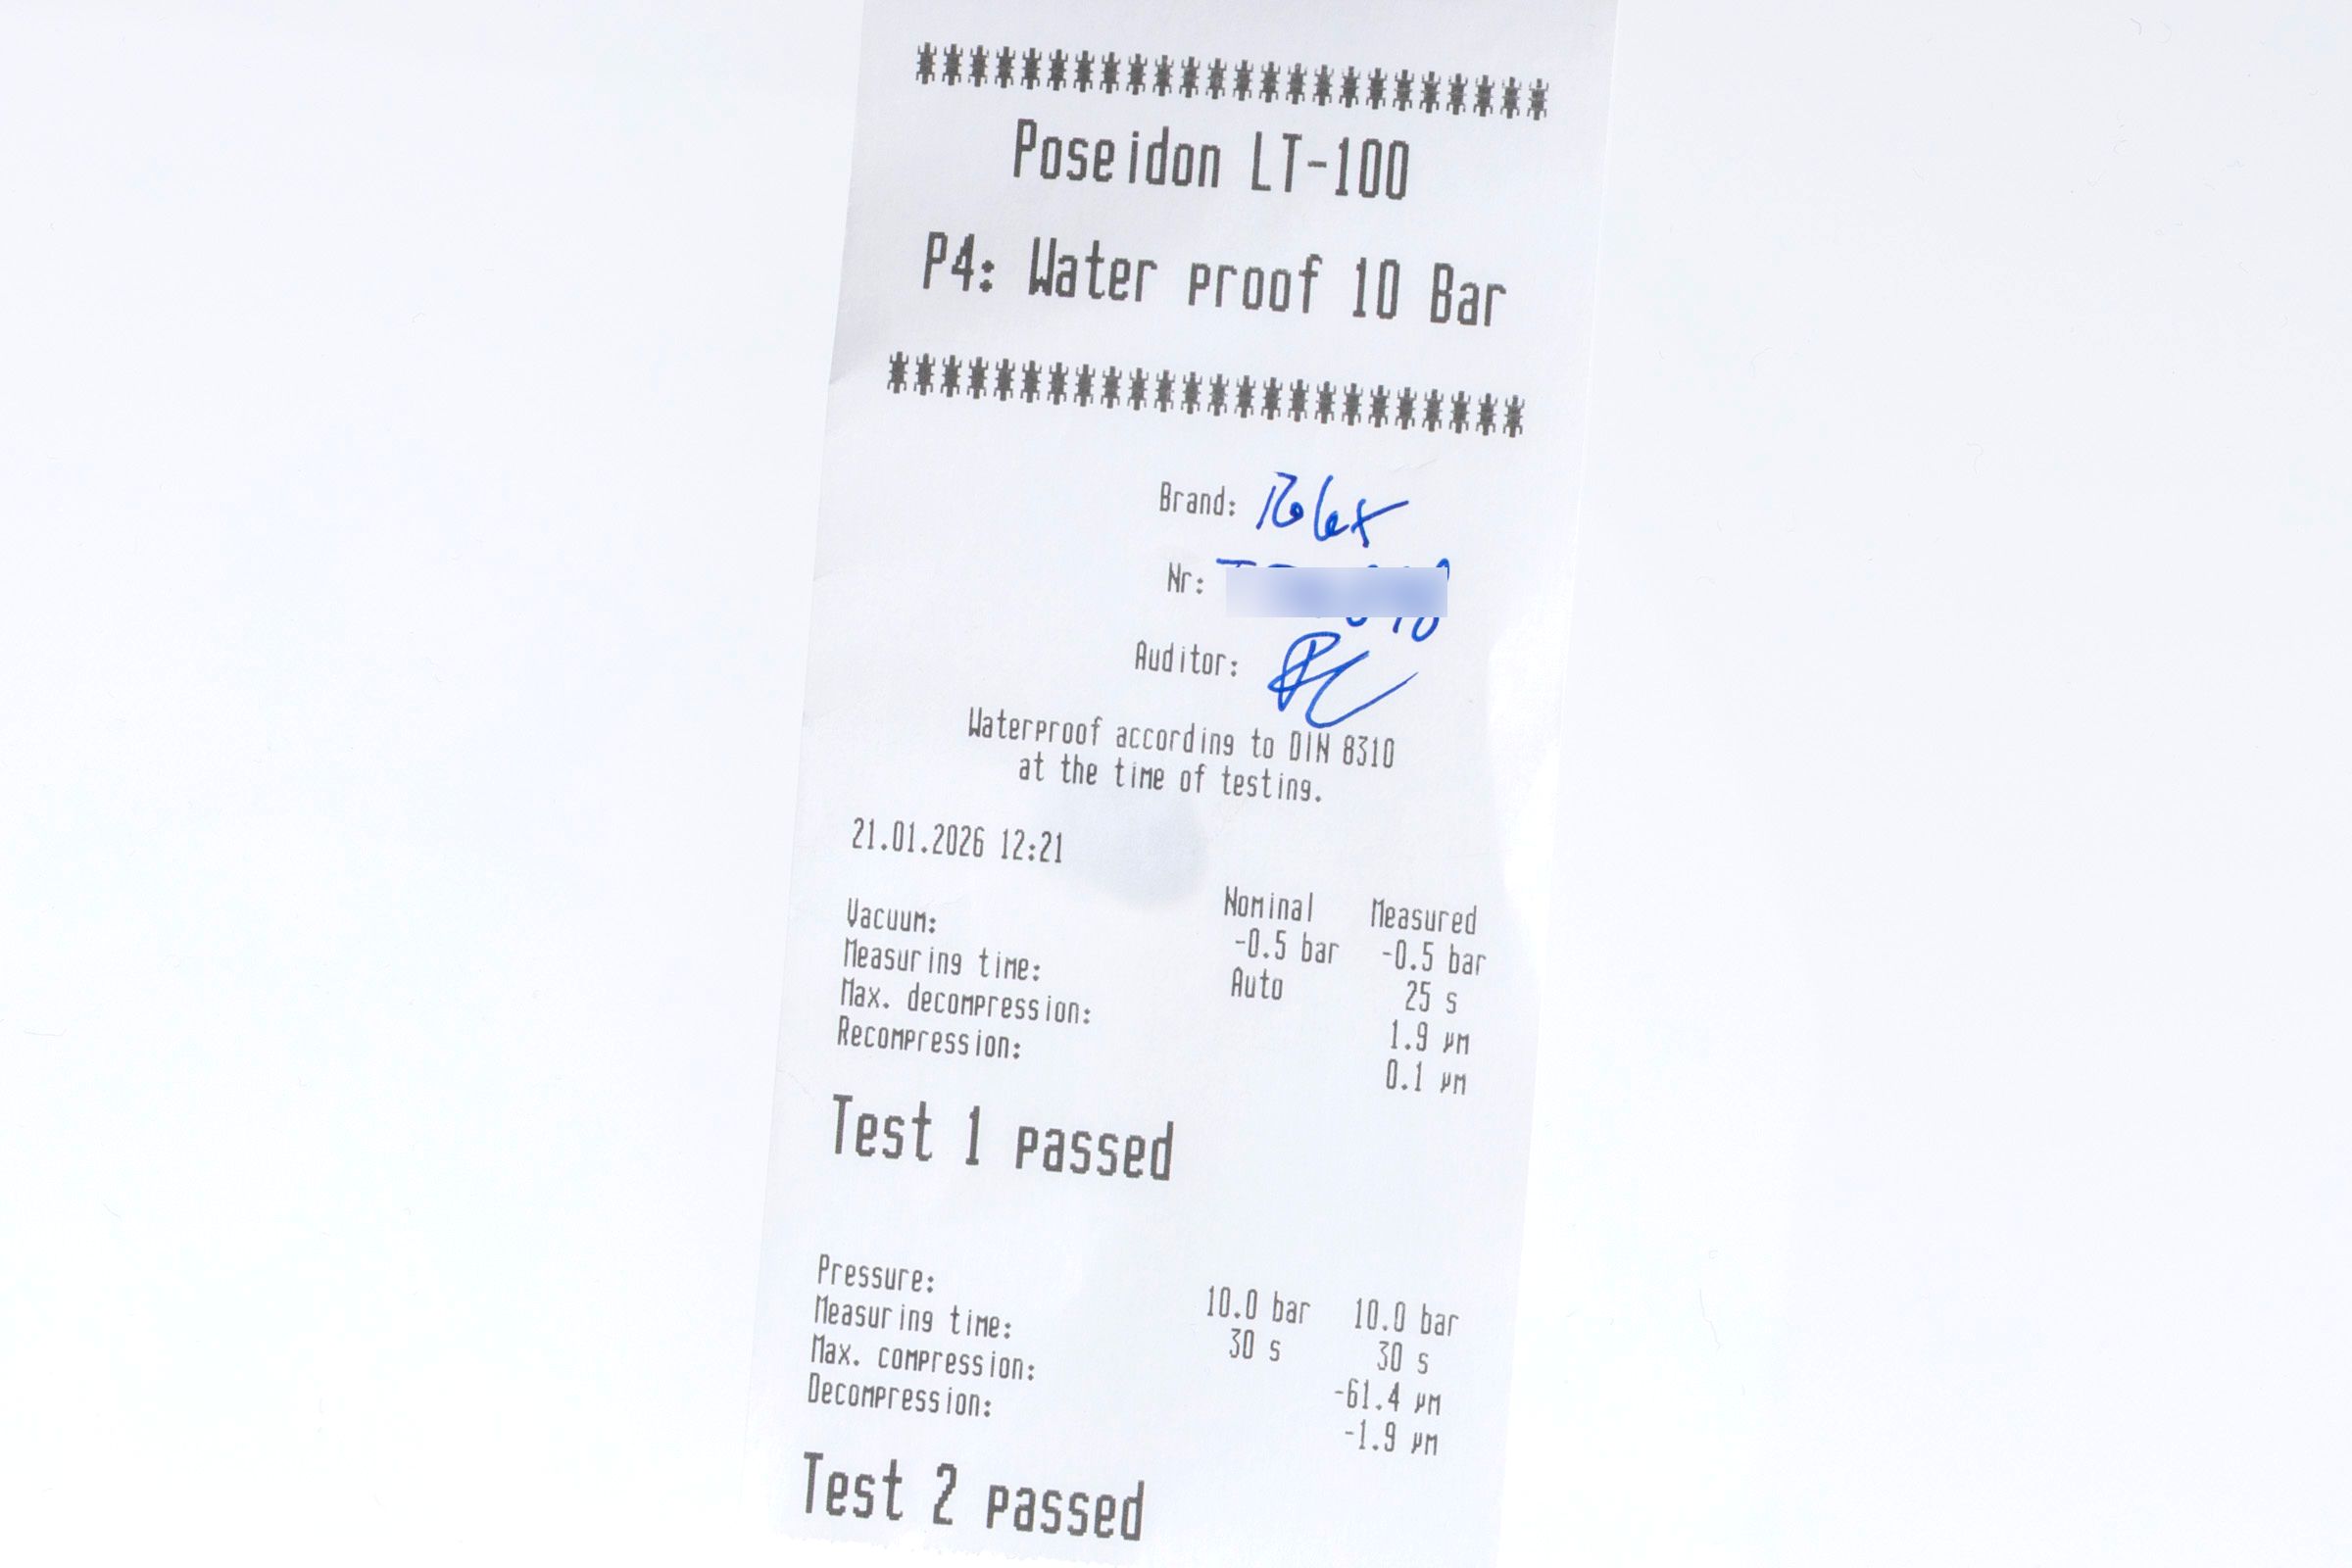 ************************
Poseidon LT-100
P4: Water proof 10 Bar
************************
Brand: Rolex
Nr:
Auditor:
Waterproof according to DIN 8310
at the time of testing.
21.01.2026 12:21
Nominal Measured
Vacuum: -0.5 bar -0.5 bar
Measuring time: Auto 25 s
Max. decompression: 1.9 µm
Recompression: 0.1 µm
Test 1 passed
Pressure: 10.0 bar 10.0 bar
Measuring time: 30 s 30 s
Max. compression: -61.4 µm
Decompression: -1.9 µm
Test 2 passed